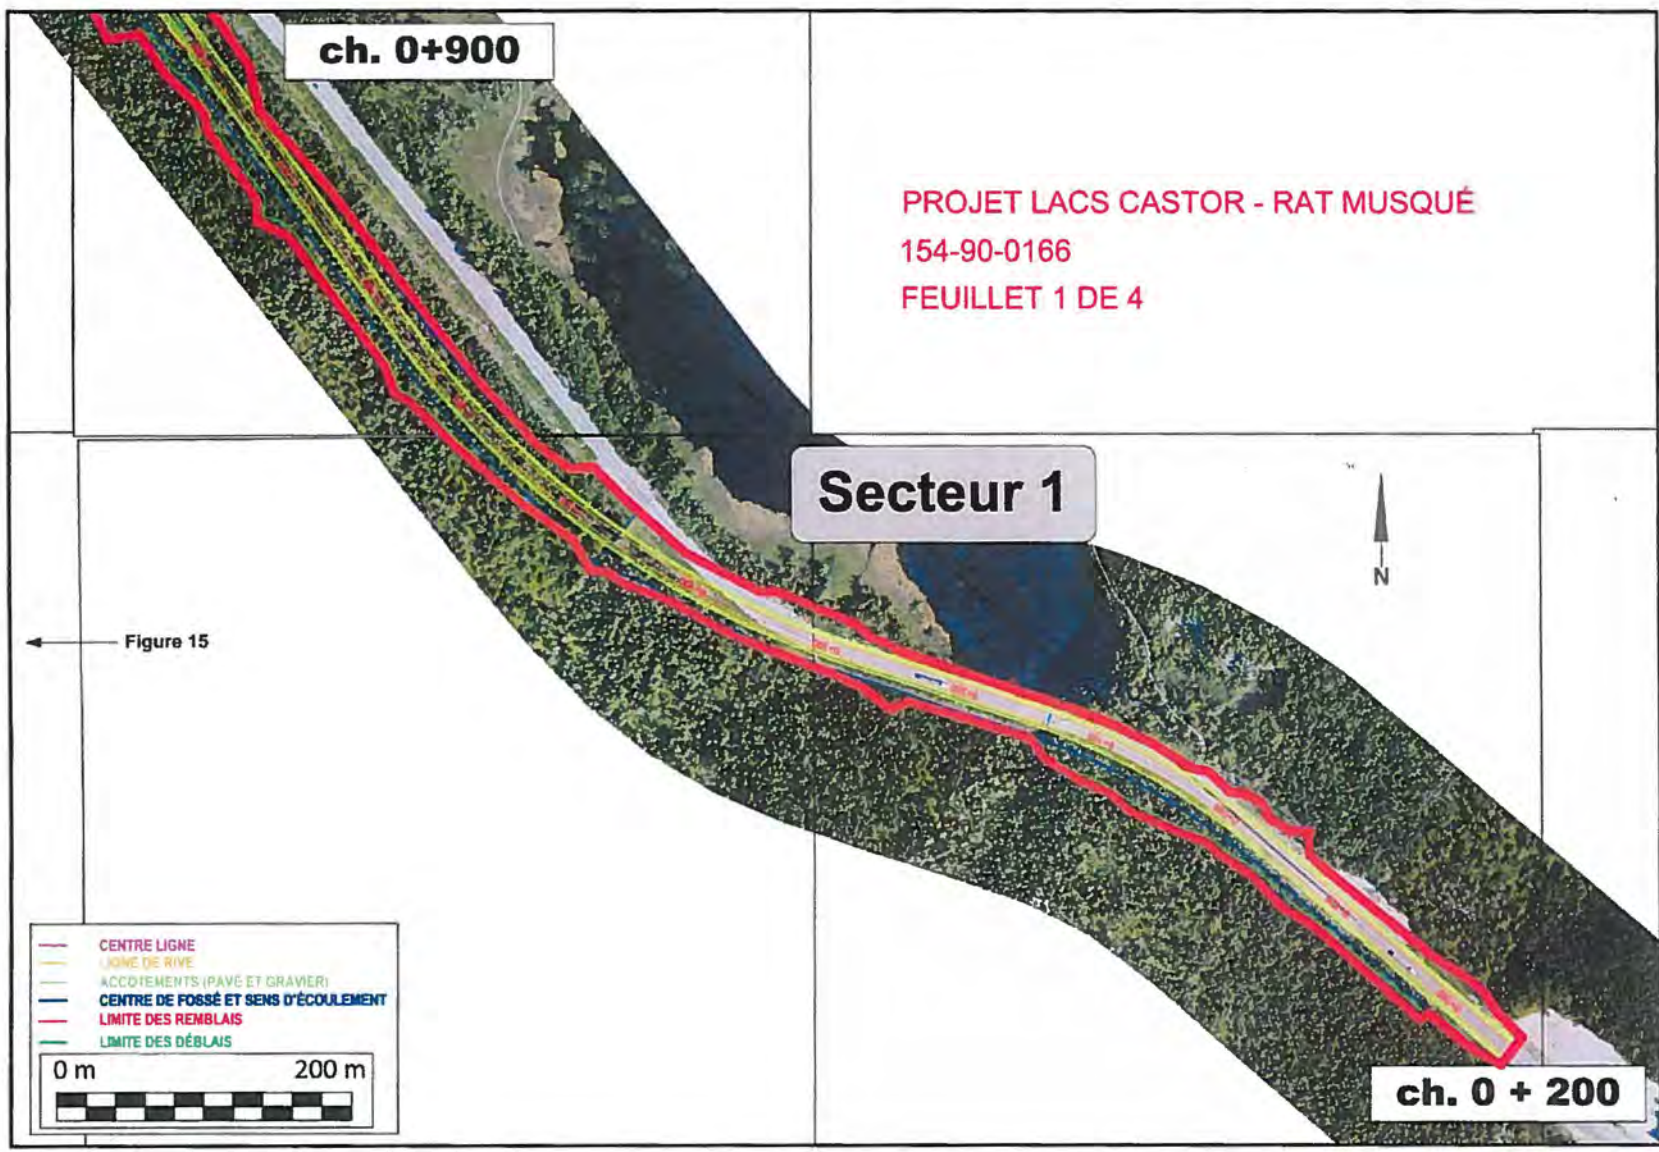 ch. 0+900
PROJET LACS CASTOR - RAT MUSQUÉ
154-90-0166
FEUILLET 1 DE 4
Secteur 1
N
Figure 15
CENTRE LIGNE
LIGNE DE RIVE
ACCOTEMENTS (PAVÉ ET GRAVIER)
CENTRE DE FOSSÉ ET SENS D'ÉCOULEMENT
LIMITE DES REMBLAIS
LIMITE DES DÉBLAIS
0 m 200 m
ch. 0 + 200